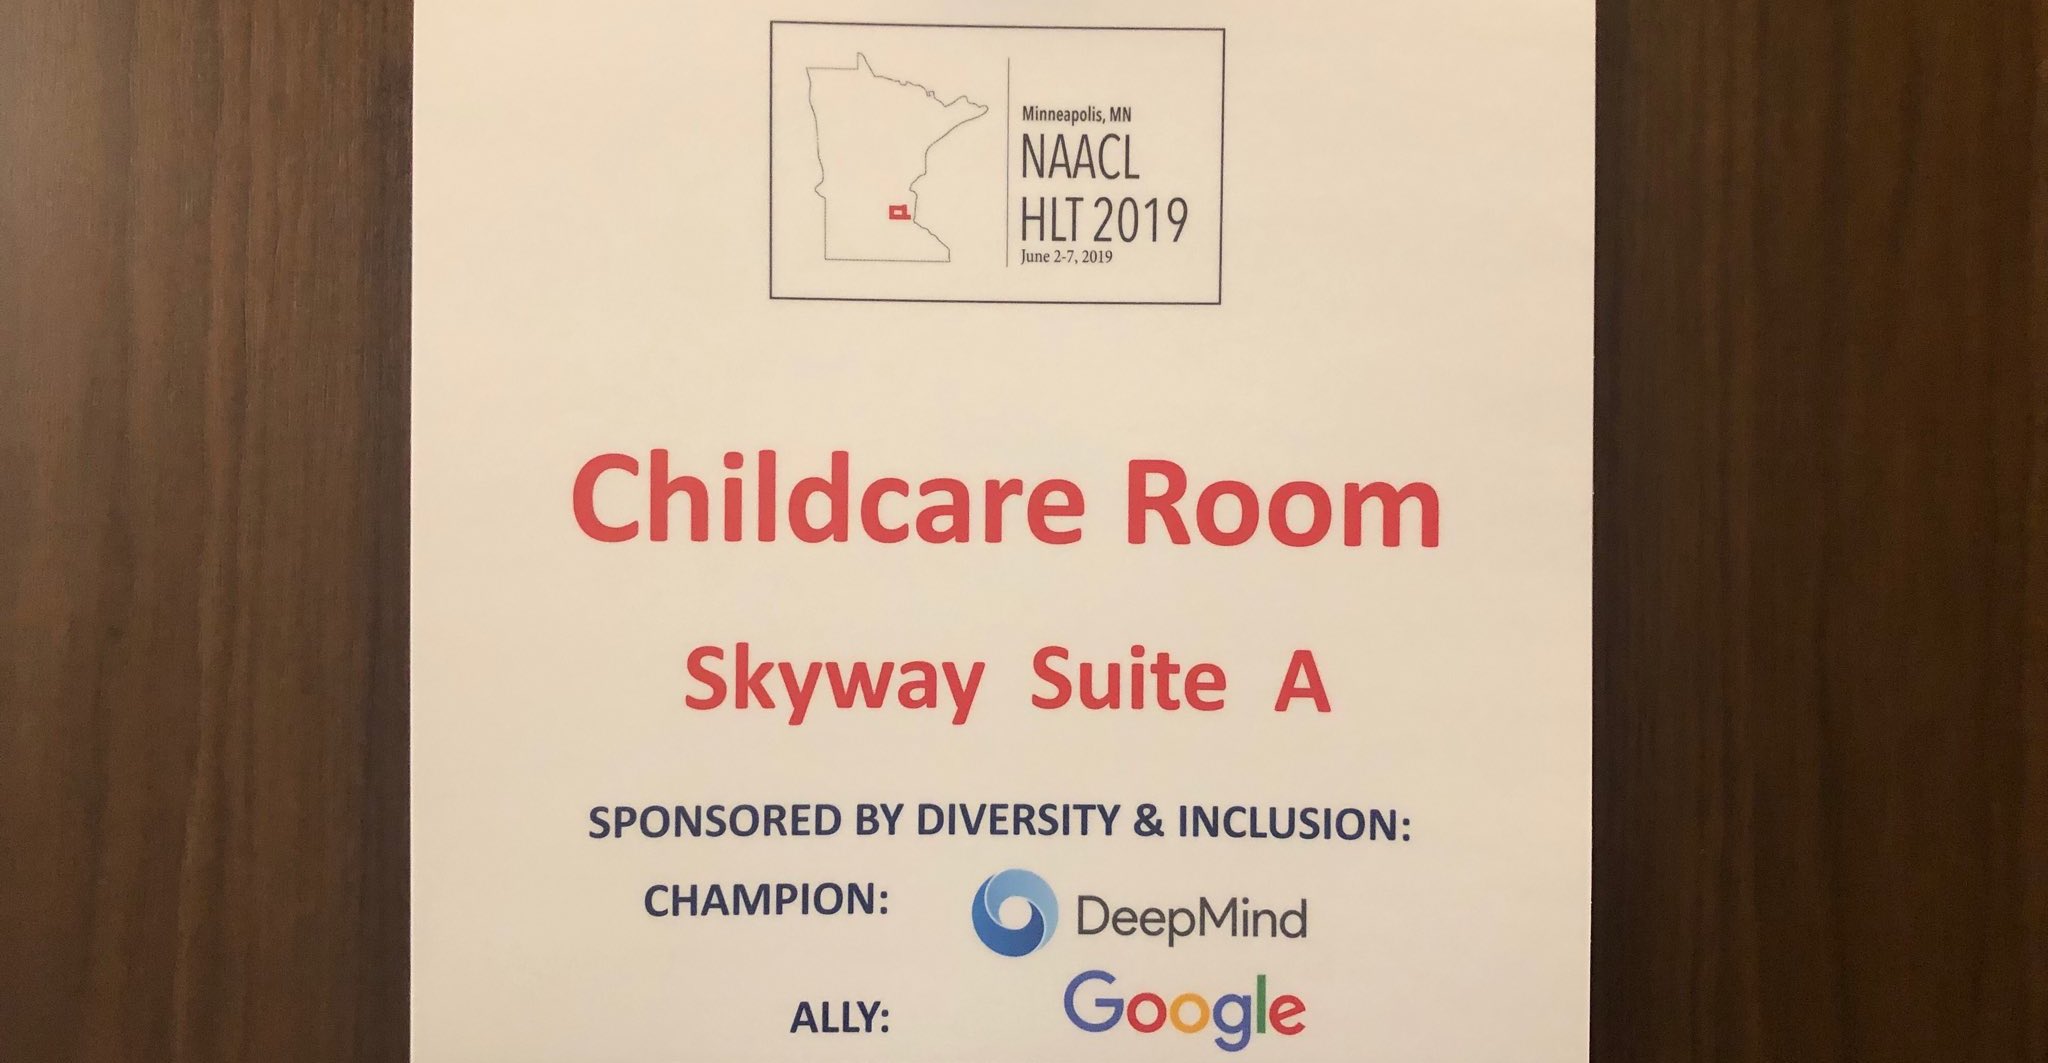 Minneapolis, MN
NAACL
HLT 2019
June 2-7, 2019
Childcare Room
Skyway Suite A
SPONSORED BY DIVERSITY & INCLUSION:
CHAMPION: DeepMind
ALLY: Google